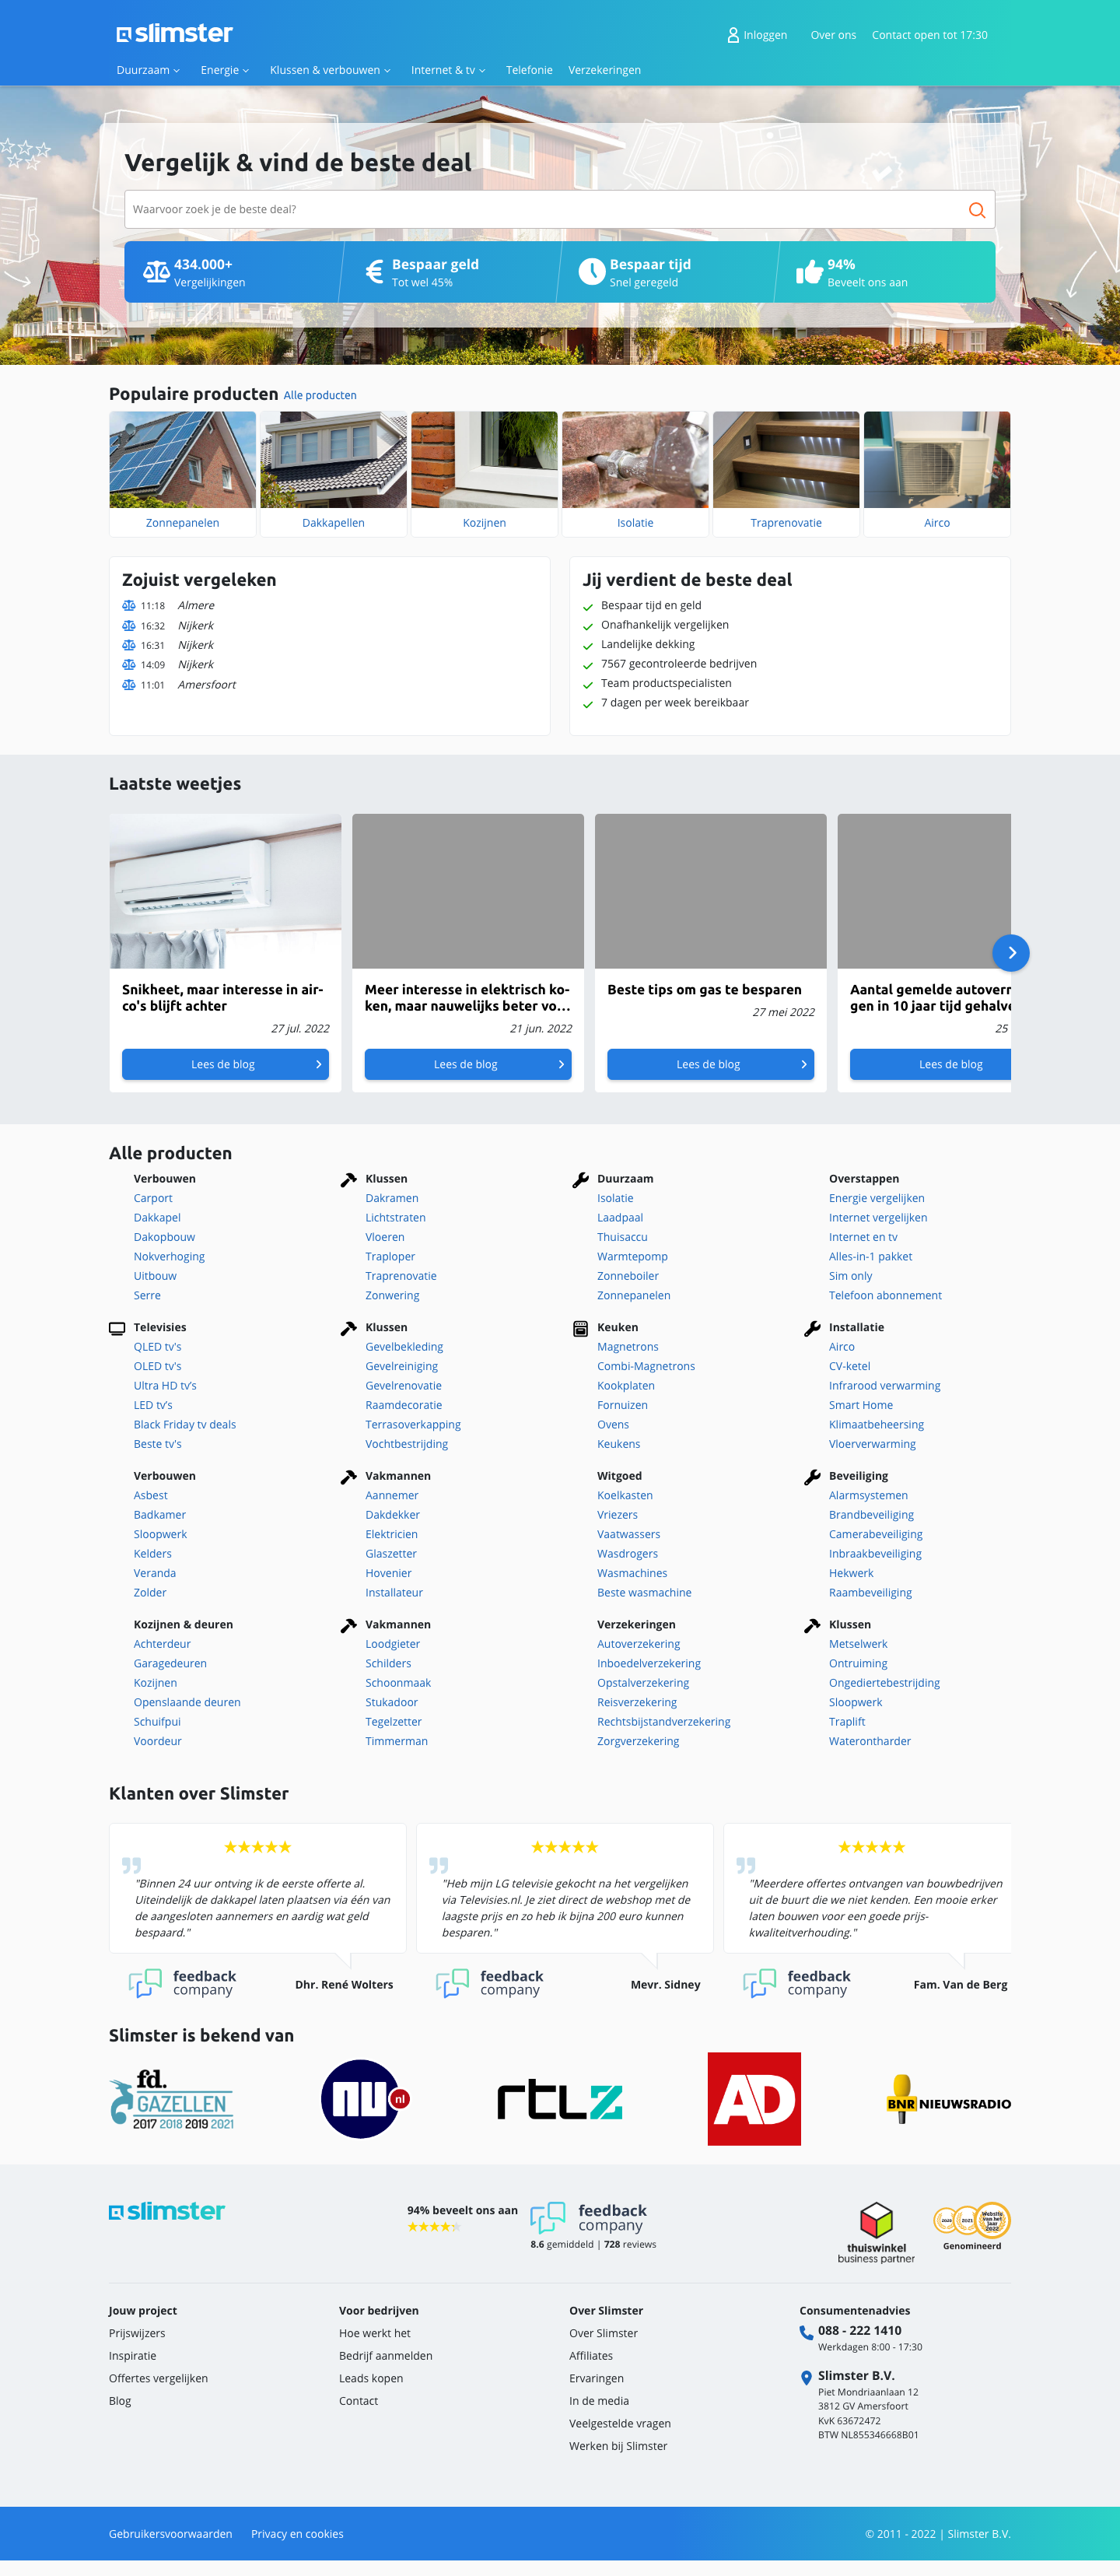 slimster
Inloggen
Over ons
Contact open tot 17:30
Duurzaam
Energie
Klussen & verbouwen
Internet & tv
Telefonie
Verzekeringen
Vergelijk & vind de beste deal
Waarvoor zoek je de beste deal?
434.000+
Vergelijkingen
Bespaar geld
Tot wel 45%
Bespaar tijd
Snel geregeld
94%
Beveelt ons aan
Populaire producten Alle producten
Zonnepanelen
Dakkapellen
Kozijnen
Isolatie
Traprenovatie
Airco
Zojuist vergeleken
11:18 Almere
16:32 Nijkerk
16:31 Nijkerk
14:09 Nijkerk
11:01 Amersfoort
Jij verdient de beste deal
Bespaar tijd en geld
Onafhankelijk vergelijken
Landelijke dekking
7567 gecontroleerde bedrijven
Team productspecialisten
7 dagen per week bereikbaar
Laatste weetjes
Snikheet, maar interesse in air-
co's blijft achter
27 jul. 2022
Lees de blog
Meer interesse in elektrisch ko-
ken, maar nauwelijks beter vo...
21 jun. 2022
Lees de blog
Beste tips om gas te besparen
27 mei 2022
Lees de blog
Aantal gemelde
gen in 10 jaar tijd
25
Lees de blog
Alle producten
Verbouwen
Carport
Dakkapel
Dakopbouw
Nokverhoging
Uitbouw
Serre
Klussen
Dakramen
Lichtstraten
Vloeren
Traploper
Traprenovatie
Zonwering
Duurzaam
Isolatie
Laadpaal
Thuisaccu
Warmtepomp
Zonneboiler
Zonnepanelen
Overstappen
Energie vergelijken
Internet vergelijken
Internet en tv
Alles-in-1 pakket
Sim only
Telefoon abonnement
Televisies
QLED tv's
OLED tv's
Ultra HD tv's
LED tv's
Black Friday tv deals
Beste tv's
Klussen
Gevelbekleding
Gevelreiniging
Gevelrenovatie
Raamdecoratie
Terrasoverkapping
Vochtbestrijding
Keuken
Magnetrons
Combi-Magnetrons
Kookplaten
Fornuizen
Ovens
Keukens
Installatie
Airco
CV-ketel
Infrarood verwarming
Smart Home
Klimaatbeheersing
Vloerverwarming
Verbouwen
Asbest
Badkamer
Sloopwerk
Kelders
Veranda
Zolder
Vakmannen
Aannemer
Dakdekker
Elektricien
Glaszetter
Hovenier
Installateur
Witgoed
Koelkasten
Vriezers
Vaatwassers
Wasdrogers
Wasmachines
Beste wasmachine
Beveiliging
Alarmsystemen
Brandbeveiliging
Camerabeveiliging
Inbraakbeveiliging
Hekwerk
Raambeveiliging
Kozijnen & deuren
Achterdeur
Garagedeuren
Kozijnen
Openslaande deuren
Schuifpui
Voordeur
Vakmannen
Loodgieter
Schilders
Schoonmaak
Stukadoor
Tegelzetter
Timmerman
Verzekeringen
Autoverzekering
Inboedelverzekering
Opstalverzekering
Reisverzekering
Rechtsbijstandverzekering
Zorgverzekering
Klussen
Metselwerk
Ontruiming
Ongediertebestrijding
Sloopwerk
Traplift
Waterontharder
Klanten over Slimster
"Binnen 24 uur ontving ik de eerste offerte al.
Uiteindelijk de dakkapel laten plaatsen via één van
de aangesloten aannemers en aardig wat geld
bespaard."
feedback
company
Dhr. René Wolters
"Heb mijn LG televisie gekocht na het vergelijken
via Televisies.nl. Je ziet direct de webshop met de
laagste prijs en zo heb ik bijna 200 euro kunnen
besparen."
feedback
company
Mevr. Sidney
"Meerdere offertes ontvangen van bouwbedrijven
uit de buurt die we niet kenden. Een mooie erker
laten bouwen voor een goede prijs-
kwaliteitverhouding."
feedback
company
Fam. Van de Berg
Slimster is bekend van
fd.
GAZELLEN
2017 2018 2019 2021
NU
nl
rtl z
AD
BNR NIEUWSRADIO
slimster
94% beveelt ons aan
feedback
company
8.6 gemiddeld | 728 reviews
thuiswinkel
business partner
2020
2021
Website
van het
Jaar
2022
Genomineerd
Jouw project
Prijswijzers
Inspiratie
Offertes vergelijken
Blog
Voor bedrijven
Hoe werkt het
Bedrijf aanmelden
Leads kopen
Contact
Over Slimster
Over Slimster
Affiliates
Ervaringen
In de media
Veelgestelde vragen
Werken bij Slimster
Consumentenadvies
088 - 222 1410
Werkdagen 8:00 - 17:30
Slimster B.V.
Piet Mondriaanlaan 12
3812 GV Amersfoort
KvK 63672472
BTW NL855346668B01
Gebruikersvoorwaarden
Privacy en cookies
© 2011 - 2022 | Slimster B.V.